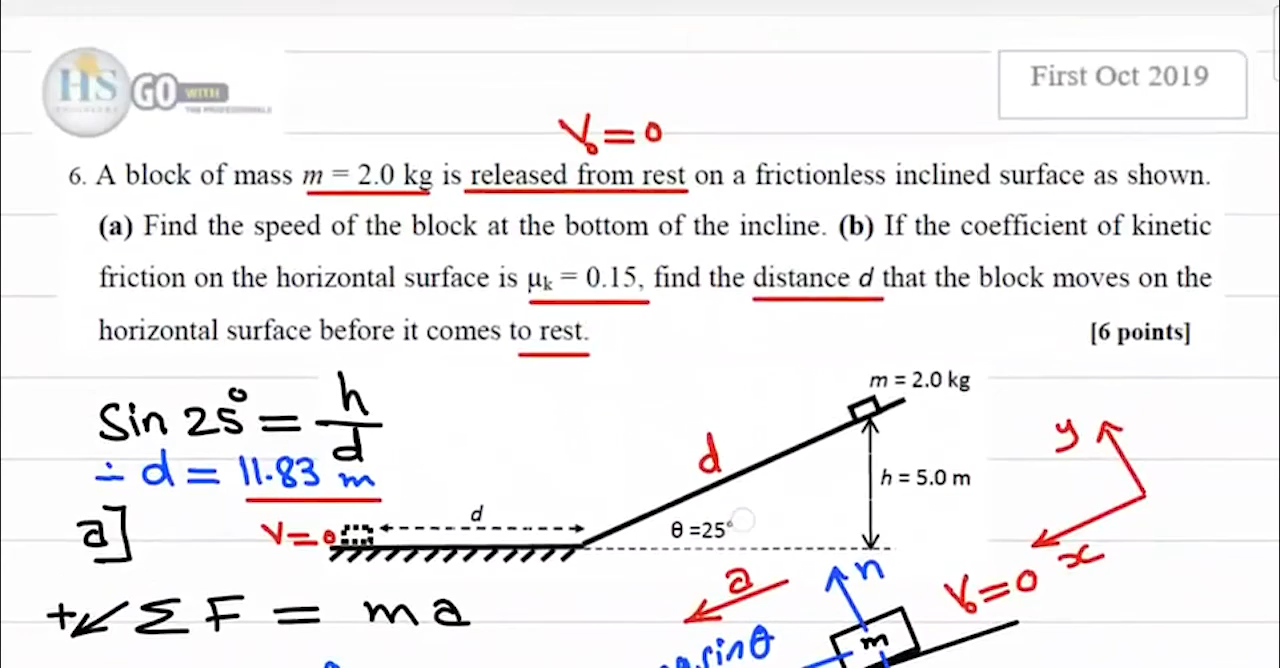 HS GO WITH
First Oct 2019
V₀=0
6. A block of mass m = 2.0 kg is released from rest on a frictionless inclined surface as shown.
(a) Find the speed of the block at the bottom of the incline. (b) If the coefficient of kinetic
friction on the horizontal surface is μₖ = 0.15, find the distance d that the block moves on the
horizontal surface before it comes to rest. [6 points]
m = 2.0 kg
Sin 25° = h/d
∴ d = 11.83 m
d
y
h = 5.0 m
a]
V=0
d
θ =25°
x
a
n
V₀=0
+↙ Σ F = ma
sinθ
m